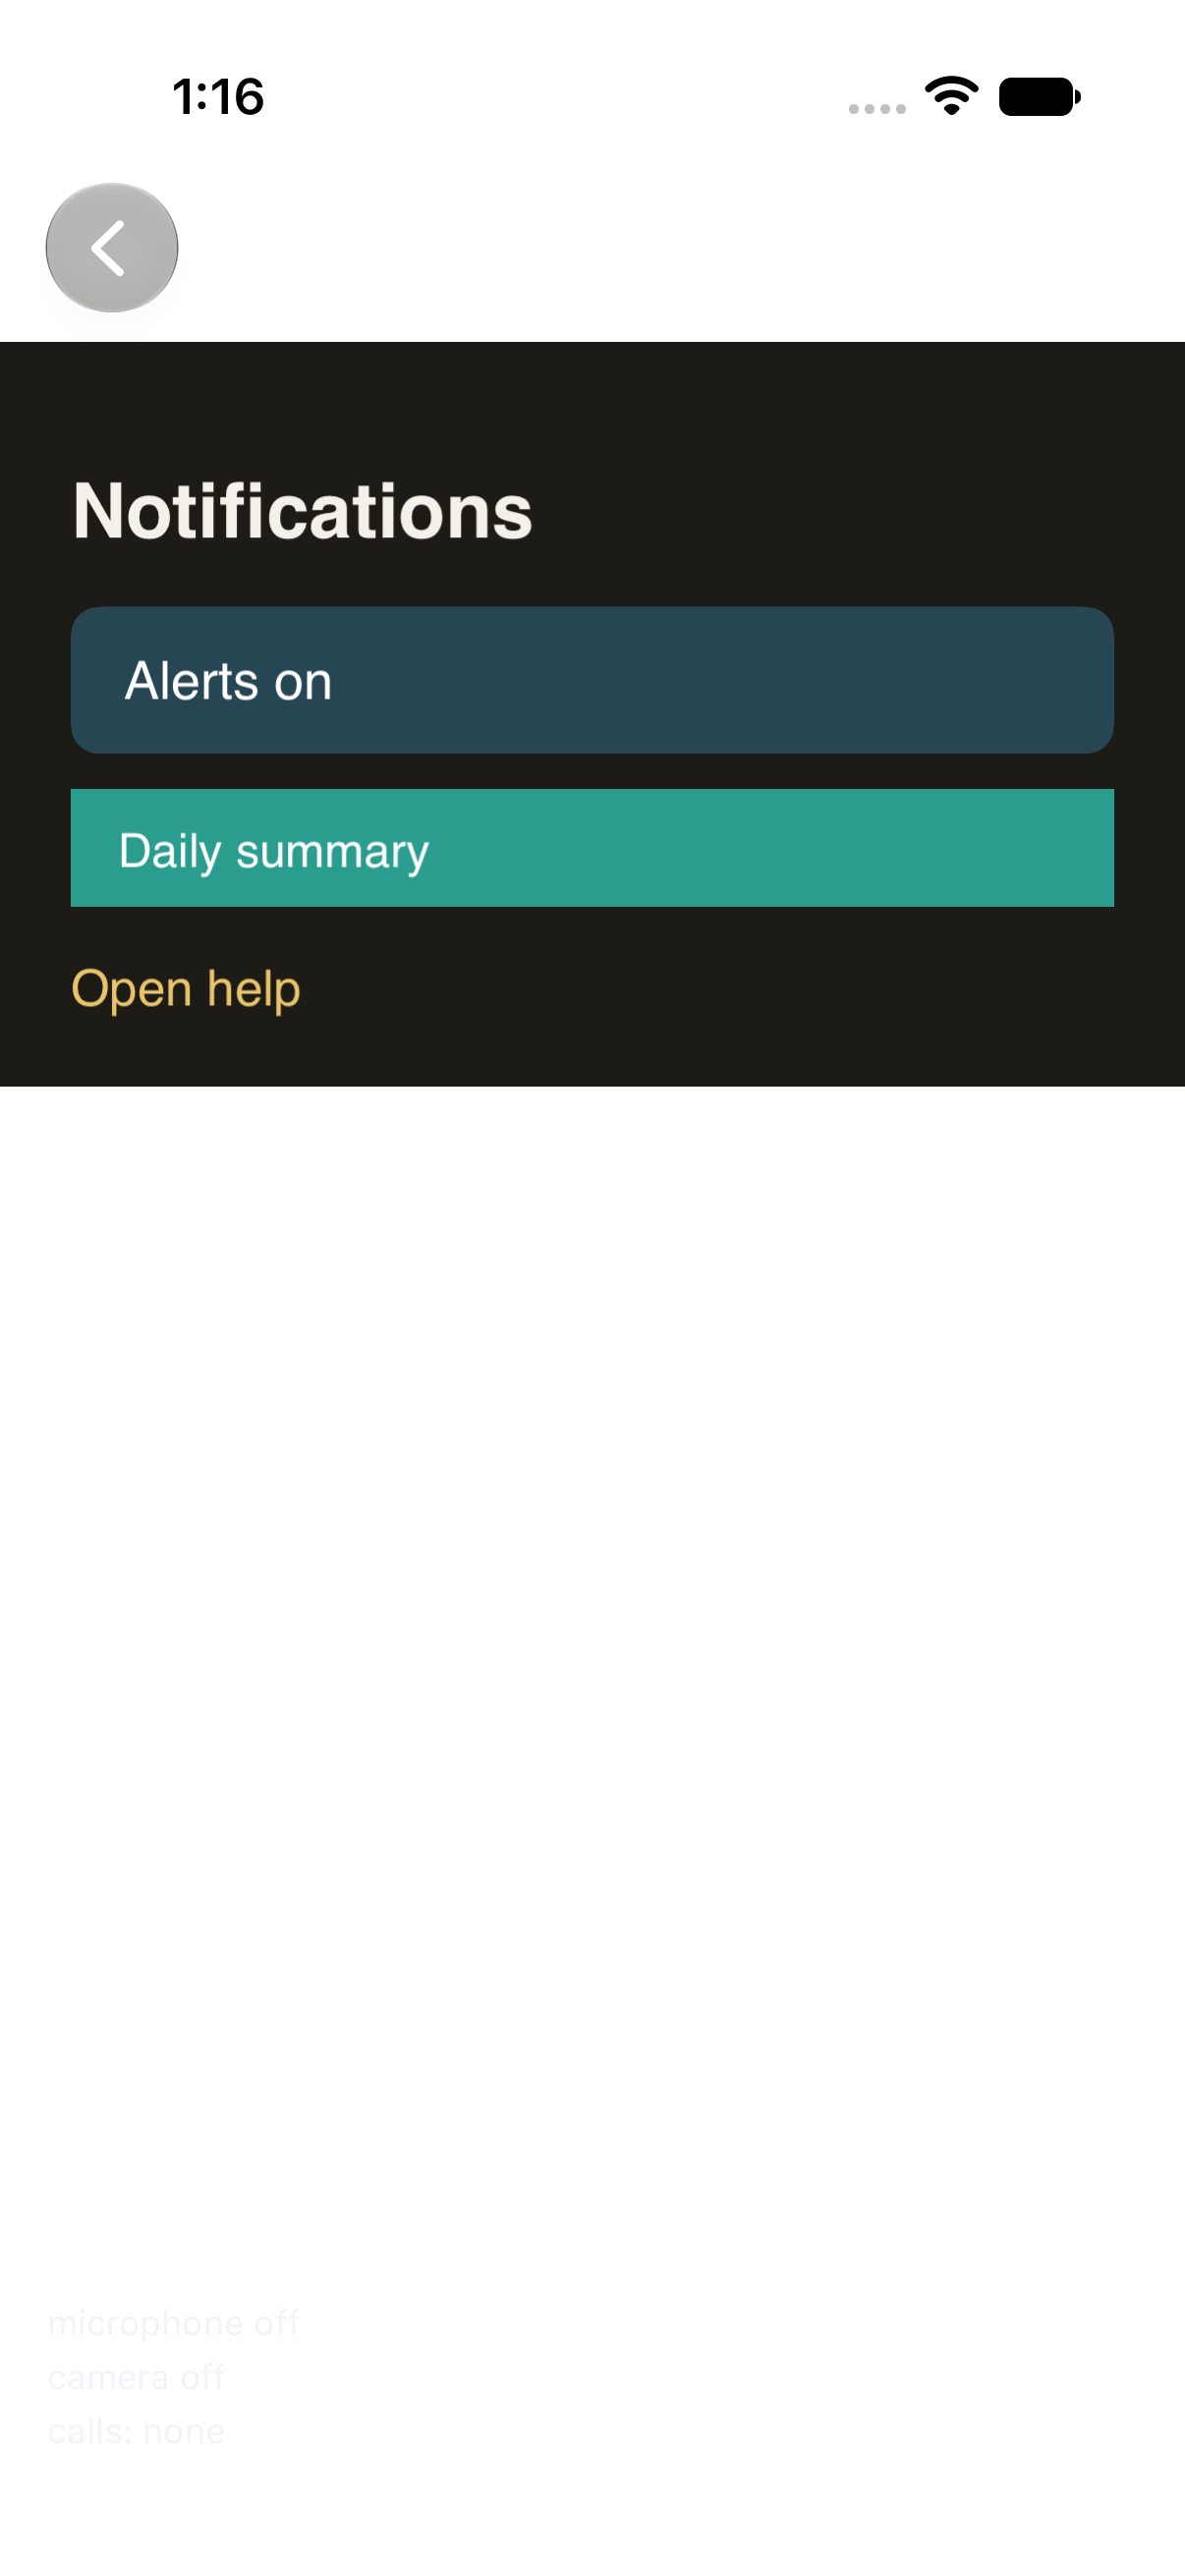 1:16
Notifications
Alerts on
Daily summary
Open help
microphone off
camera off
calls: none